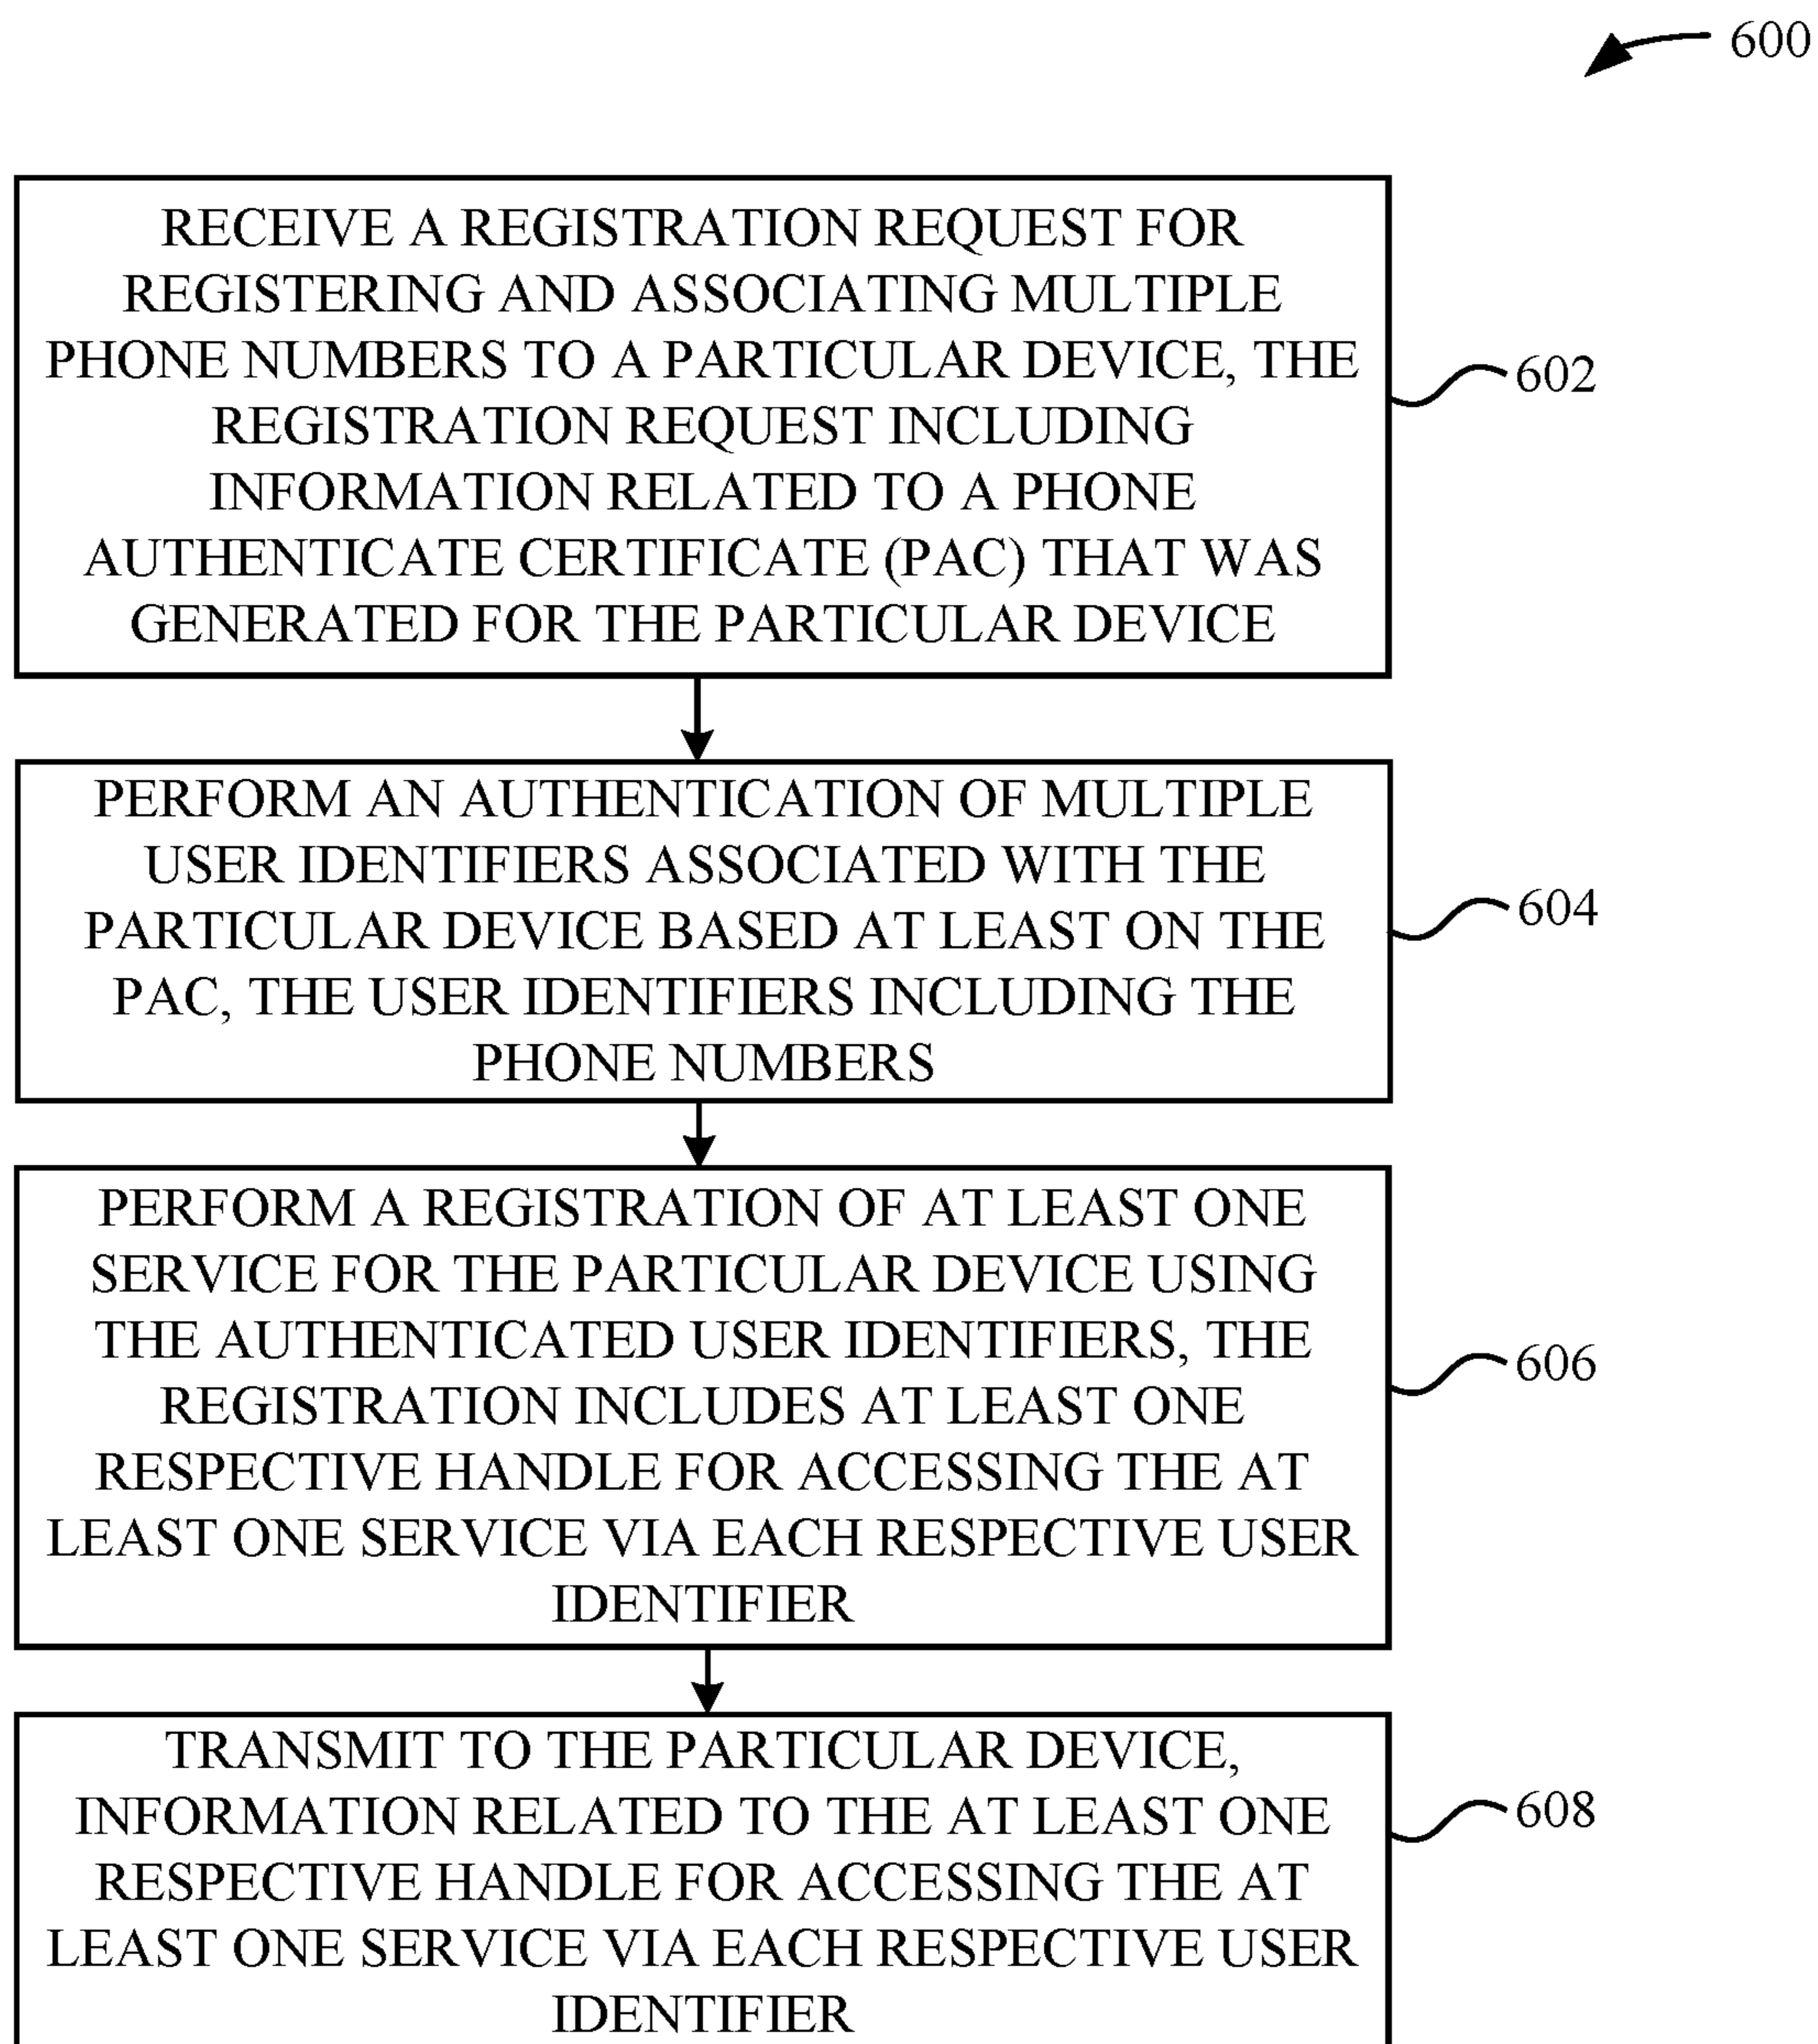 600
RECEIVE A REGISTRATION REQUEST FOR
REGISTERING AND ASSOCIATING MULTIPLE
PHONE NUMBERS TO A PARTICULAR DEVICE, THE
REGISTRATION REQUEST INCLUDING
INFORMATION RELATED TO A PHONE
AUTHENTICATE CERTIFICATE (PAC) THAT WAS
GENERATED FOR THE PARTICULAR DEVICE
602
PERFORM AN AUTHENTICATION OF MULTIPLE
USER IDENTIFIERS ASSOCIATED WITH THE
PARTICULAR DEVICE BASED AT LEAST ON THE
PAC, THE USER IDENTIFIERS INCLUDING THE
PHONE NUMBERS
604
PERFORM A REGISTRATION OF AT LEAST ONE
SERVICE FOR THE PARTICULAR DEVICE USING
THE AUTHENTICATED USER IDENTIFIERS, THE
REGISTRATION INCLUDES AT LEAST ONE
RESPECTIVE HANDLE FOR ACCESSING THE AT
LEAST ONE SERVICE VIA EACH RESPECTIVE USER
IDENTIFIER
606
TRANSMIT TO THE PARTICULAR DEVICE,
INFORMATION RELATED TO THE AT LEAST ONE
RESPECTIVE HANDLE FOR ACCESSING THE AT
LEAST ONE SERVICE VIA EACH RESPECTIVE USER
IDENTIFIER
608